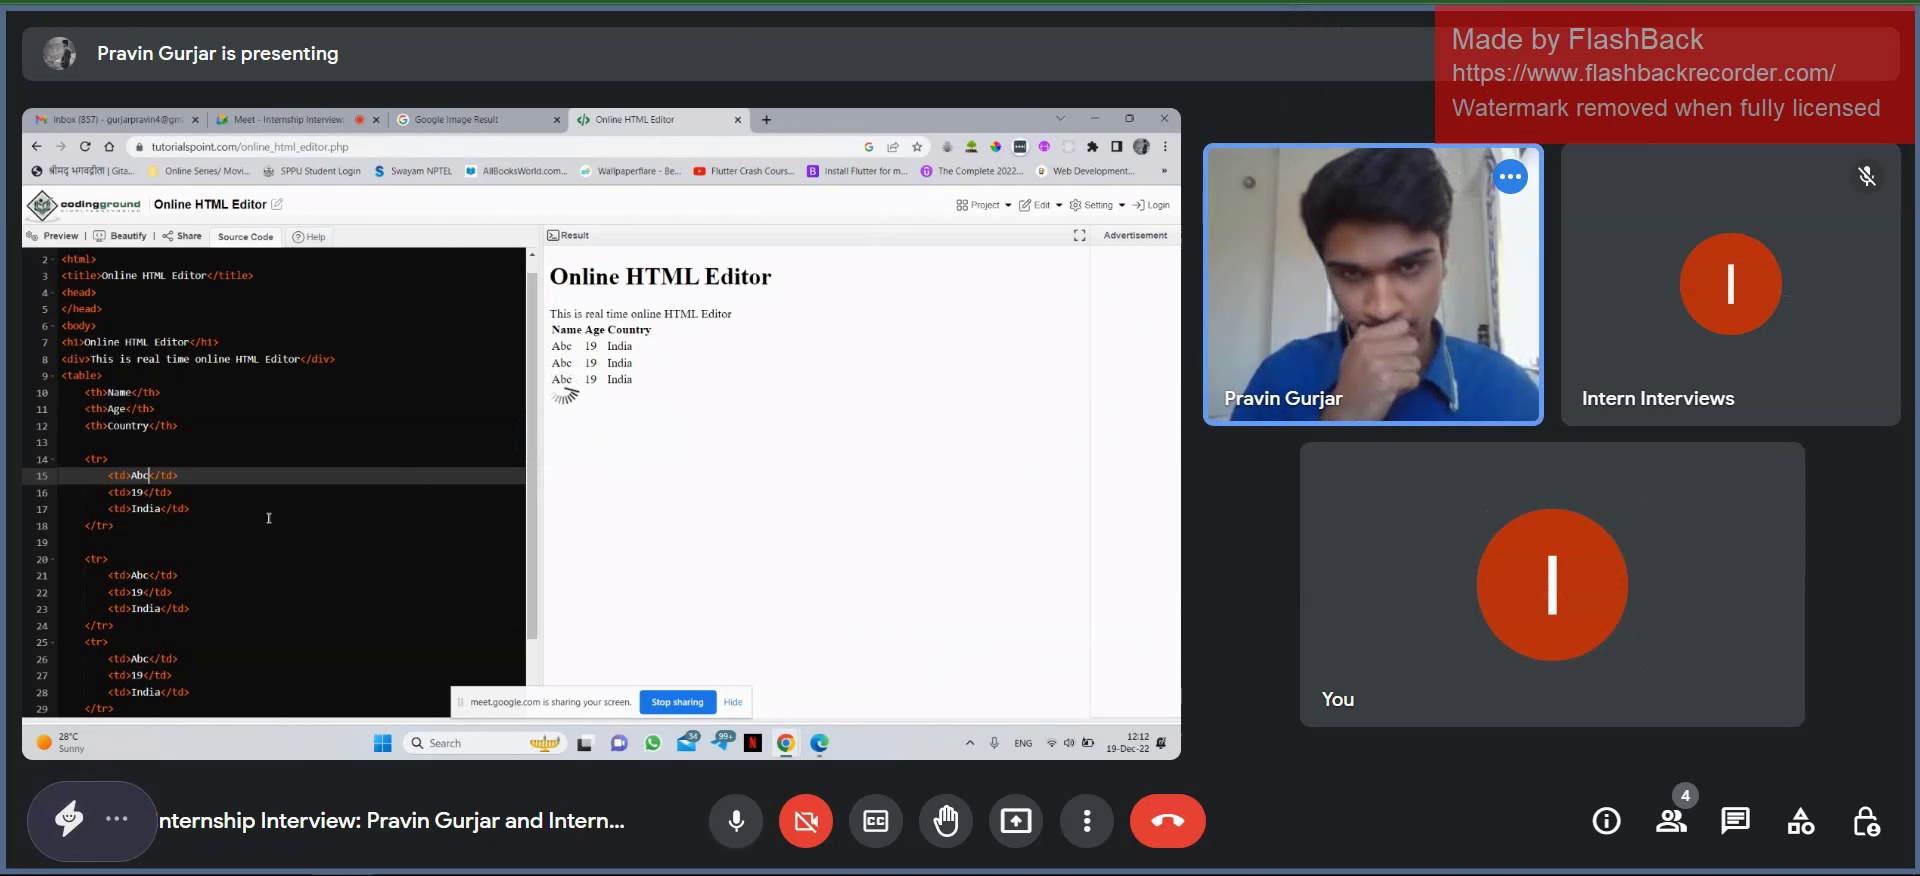 Pravin Gurjar is presenting
Made by FlashBack
https://www.flashbackrecorder.com/
Watermark removed when fully licensed
Inbox (857) - gurjarpravin4@gm
Meet - Internship Interview:
Google Image Result
Online HTML Editor
tutorialspoint.com/online_html_editor.php
श्रीमद् भगवद्गीता | Gita...
Online Series/ Movi...
SPPU Student Login
Swayam NPTEL
AllBooksWorld.com...
Wallpaperflare - Be...
Flutter Crash Cours...
Install Flutter for m...
The Complete 2022...
Web Development...
»
codingground
Online HTML Editor
Project
Edit
Setting
Login
Preview | Beautify | Share
Source Code
Help
Result
Advertisement
2 <html>
3 <title>Online HTML Editor</title>
4 <head>
5 </head>
6 <body>
7 <h1>Online HTML Editor</h1>
8 <div>This is real time online HTML Editor</div>
9 <table>
10 <th>Name</th>
11 <th>Age</th>
12 <th>Country</th>
13
14 <tr>
15 <td>Abc</td>
16 <td>19</td>
17 <td>India</td>
18 </tr>
19
20 <tr>
21 <td>Abc</td>
22 <td>19</td>
23 <td>India</td>
24 </tr>
25 <tr>
26 <td>Abc</td>
27 <td>19</td>
28 <td>India</td>
29 </tr>
Online HTML Editor
This is real time online HTML Editor
Name Age Country
Abc 19 India
Abc 19 India
Abc 19 India
meet.google.com is sharing your screen.
Stop sharing
Hide
28°C
Sunny
Search
34
99+
N
ENG
12:12
19-Dec-22
Pravin Gurjar
I
Intern Interviews
I
You
nternship Interview: Pravin Gurjar and Intern...
4